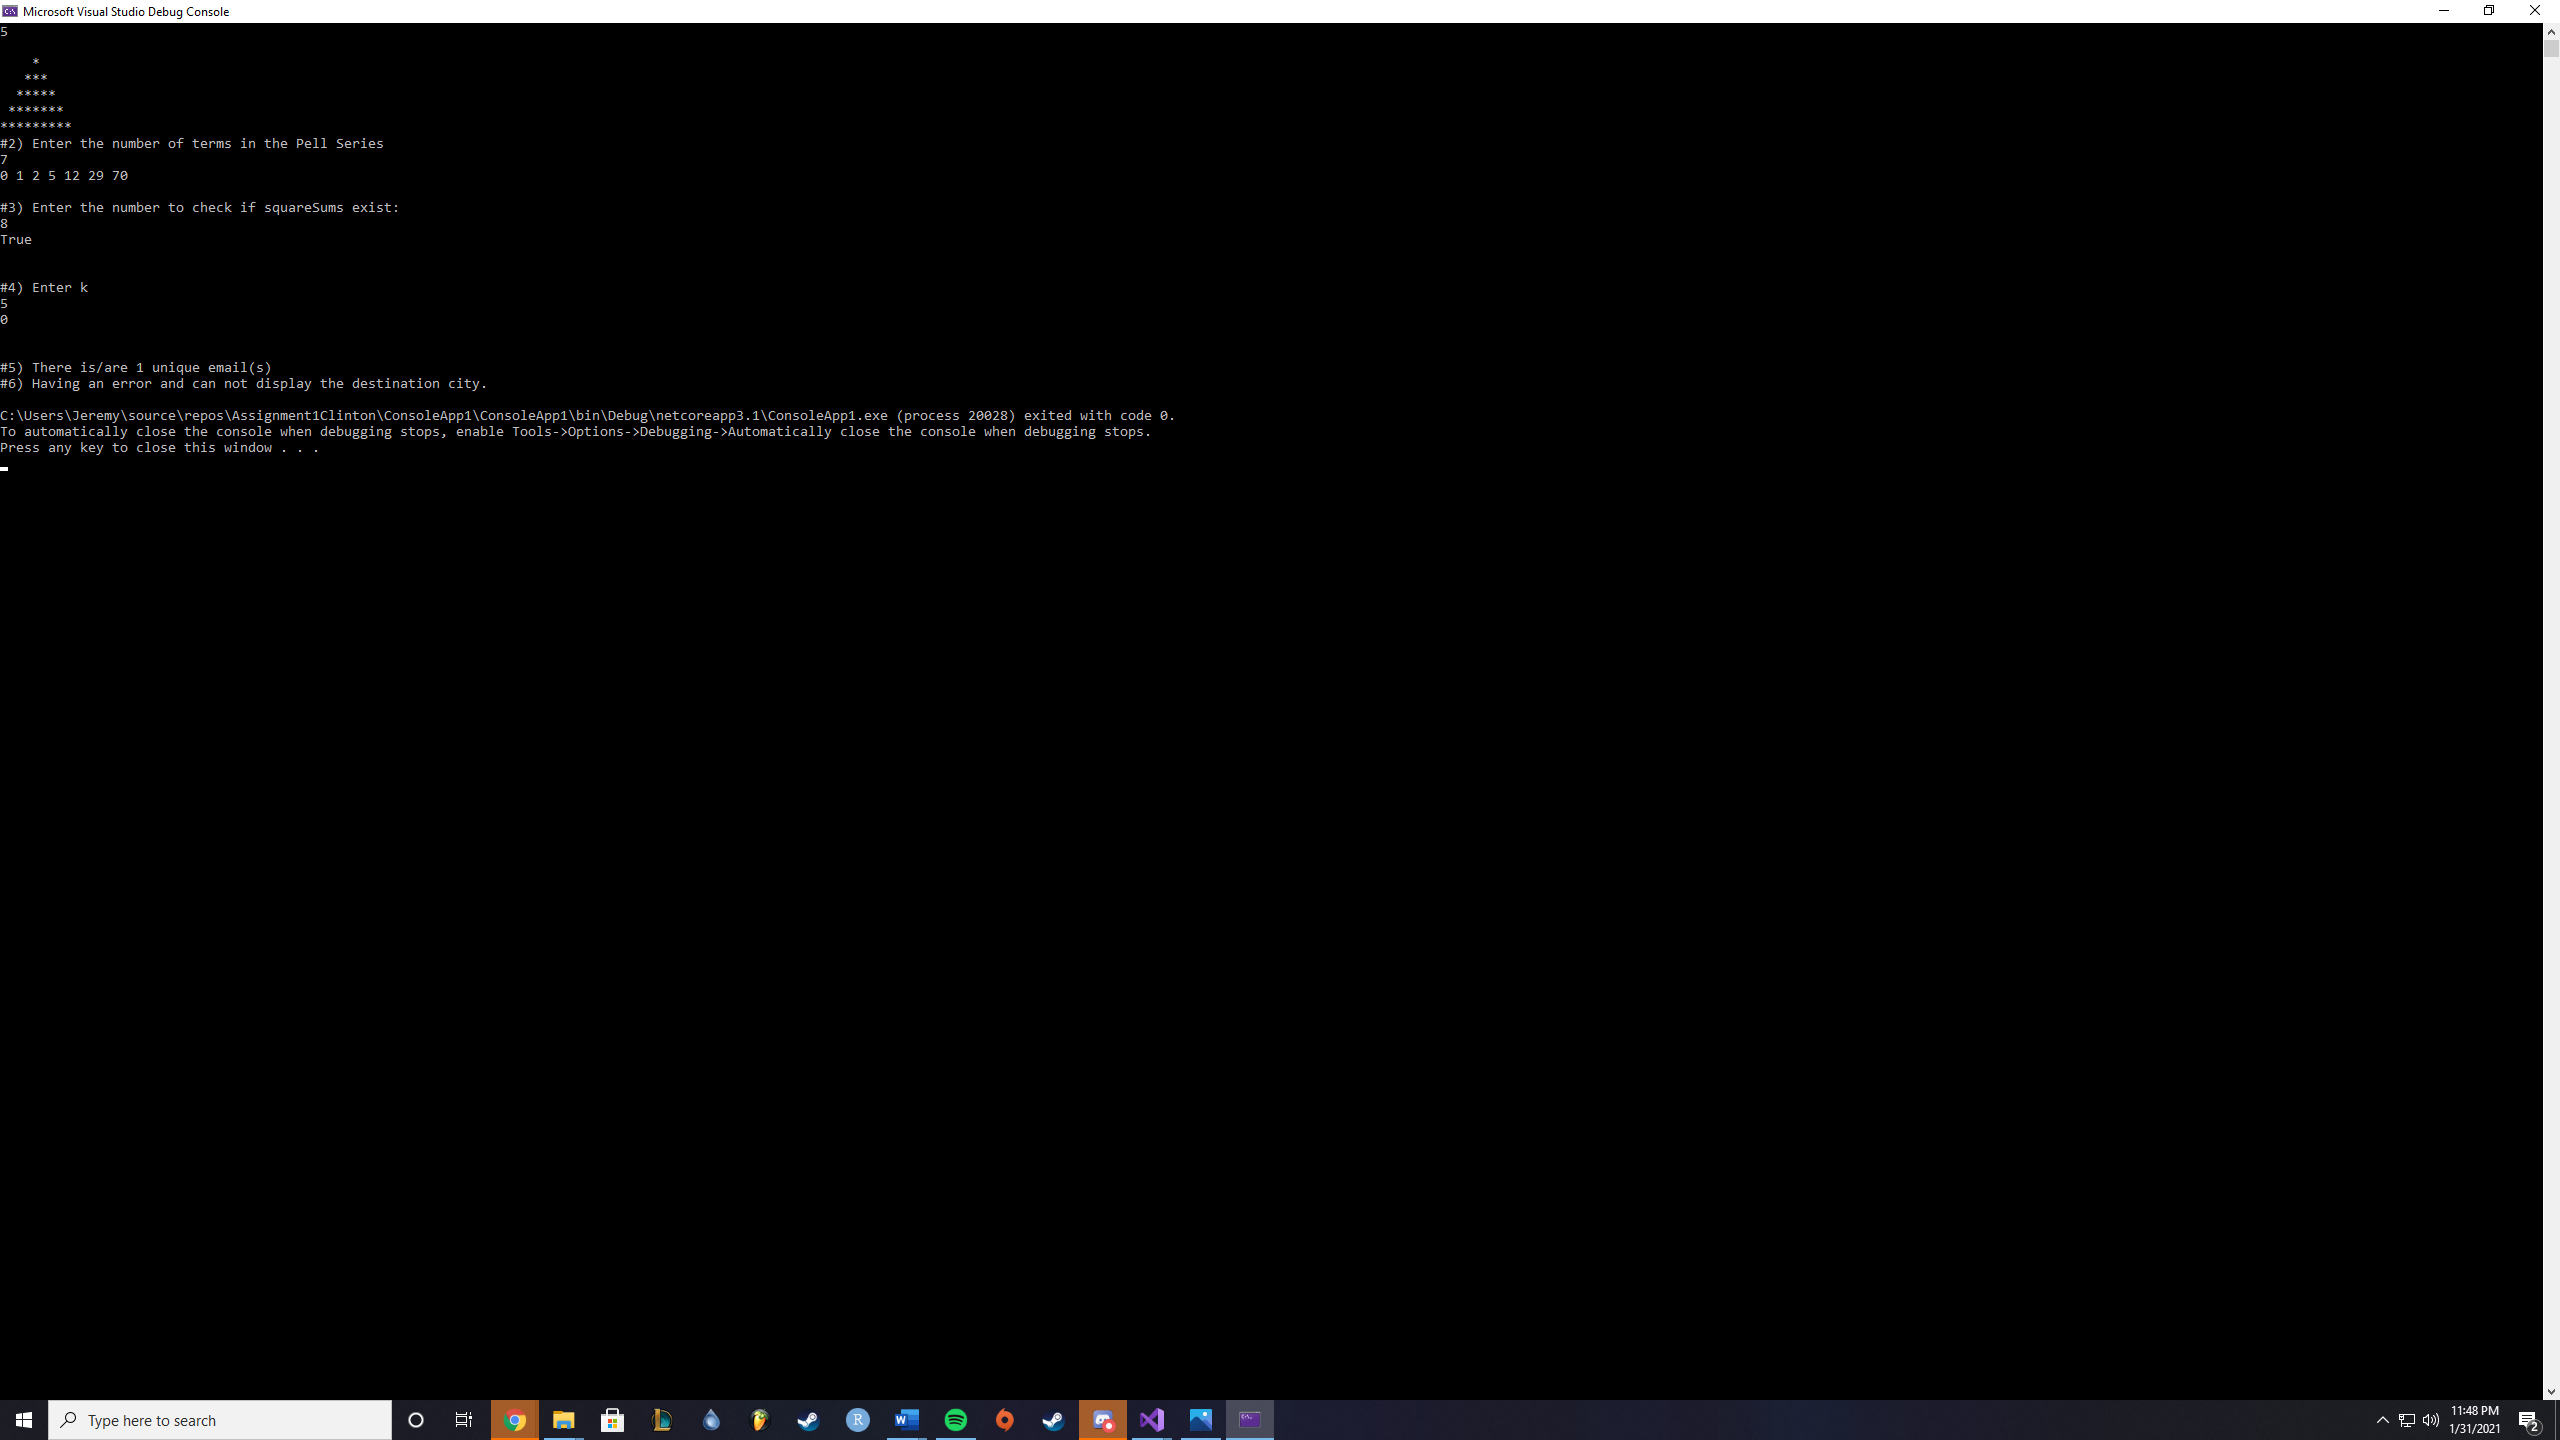 Microsoft Visual Studio Debug Console
5
*
***
*****
*******
*********
#2) Enter the number of terms in the Pell Series
7
0 1 2 5 12 29 70
#3) Enter the number to check if squareSums exist:
8
True
#4) Enter k
5
0
#5) There is/are 1 unique email(s)
#6) Having an error and can not display the destination city.
C:\Users\Jeremy\source\repos\Assignment1Clinton\ConsoleApp1\ConsoleApp1\bin\Debug\netcoreapp3.1\ConsoleApp1.exe (process 20028) exited with code 0.
To automatically close the console when debugging stops, enable Tools->Options->Debugging->Automatically close the console when debugging stops.
Press any key to close this window . . .
Type here to search
11:48 PM
1/31/2021
2